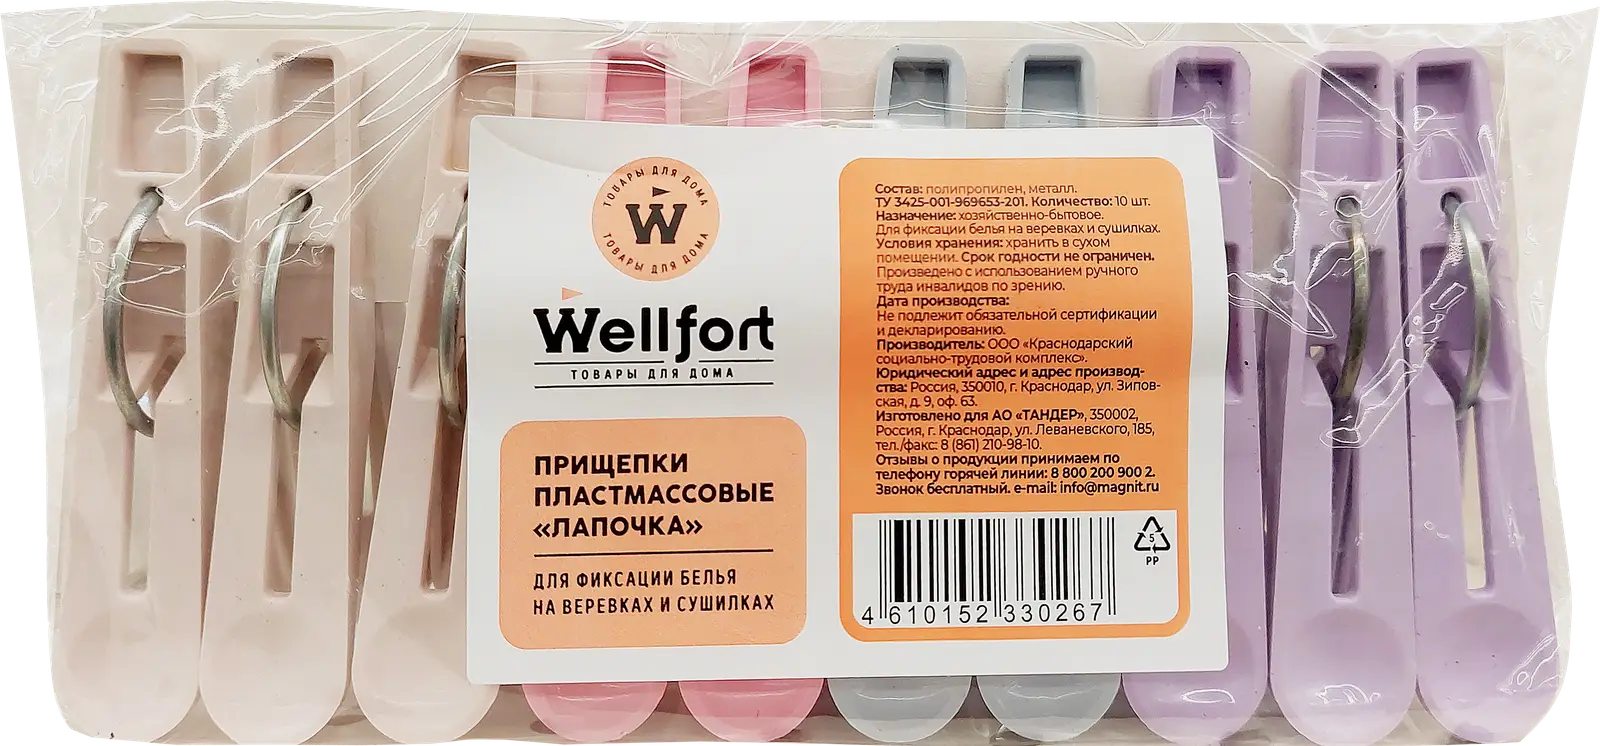 ТОВАРЫ ДЛЯ ДОМА
W
ТОВАРЫ ДЛЯ ДОМА
Wellfort
ТОВАРЫ ДЛЯ ДОМА
ПРИЩЕПКИ
ПЛАСТМАССОВЫЕ
«ЛАПОЧКА»
ДЛЯ ФИКСАЦИИ БЕЛЬЯ
НА ВЕРЕВКАХ И СУШИЛКАХ
Состав: полипропилен, металл.
ТУ 3425-001-969653-201. Количество: 10 шт.
Назначение: хозяйственно-бытовое.
Для фиксации белья на веревках и сушилках.
Условия хранения: хранить в сухом
помещении. Срок годности не ограничен.
Произведено с использованием ручного
труда инвалидов по зрению.
Дата производства:
Не подлежит обязательной сертификации
и декларированию.
Производитель: ООО «Краснодарский
социально-трудовой комплекс».
Юридический адрес и адрес производ-
ства: Россия, 350010, г. Краснодар, ул. Зипов-
ская, д. 9, оф. 63.
Изготовлено для АО «ТАНДЕР», 350002,
Россия, г. Краснодар, ул. Леваневского, 185,
тел./факс: 8 (861) 210-98-10.
Отзывы о продукции принимаем по
телефону горячей линии: 8 800 200 900 2.
Звонок бесплатный. e-mail: info@magnit.ru
4 610152 330267
5
PP